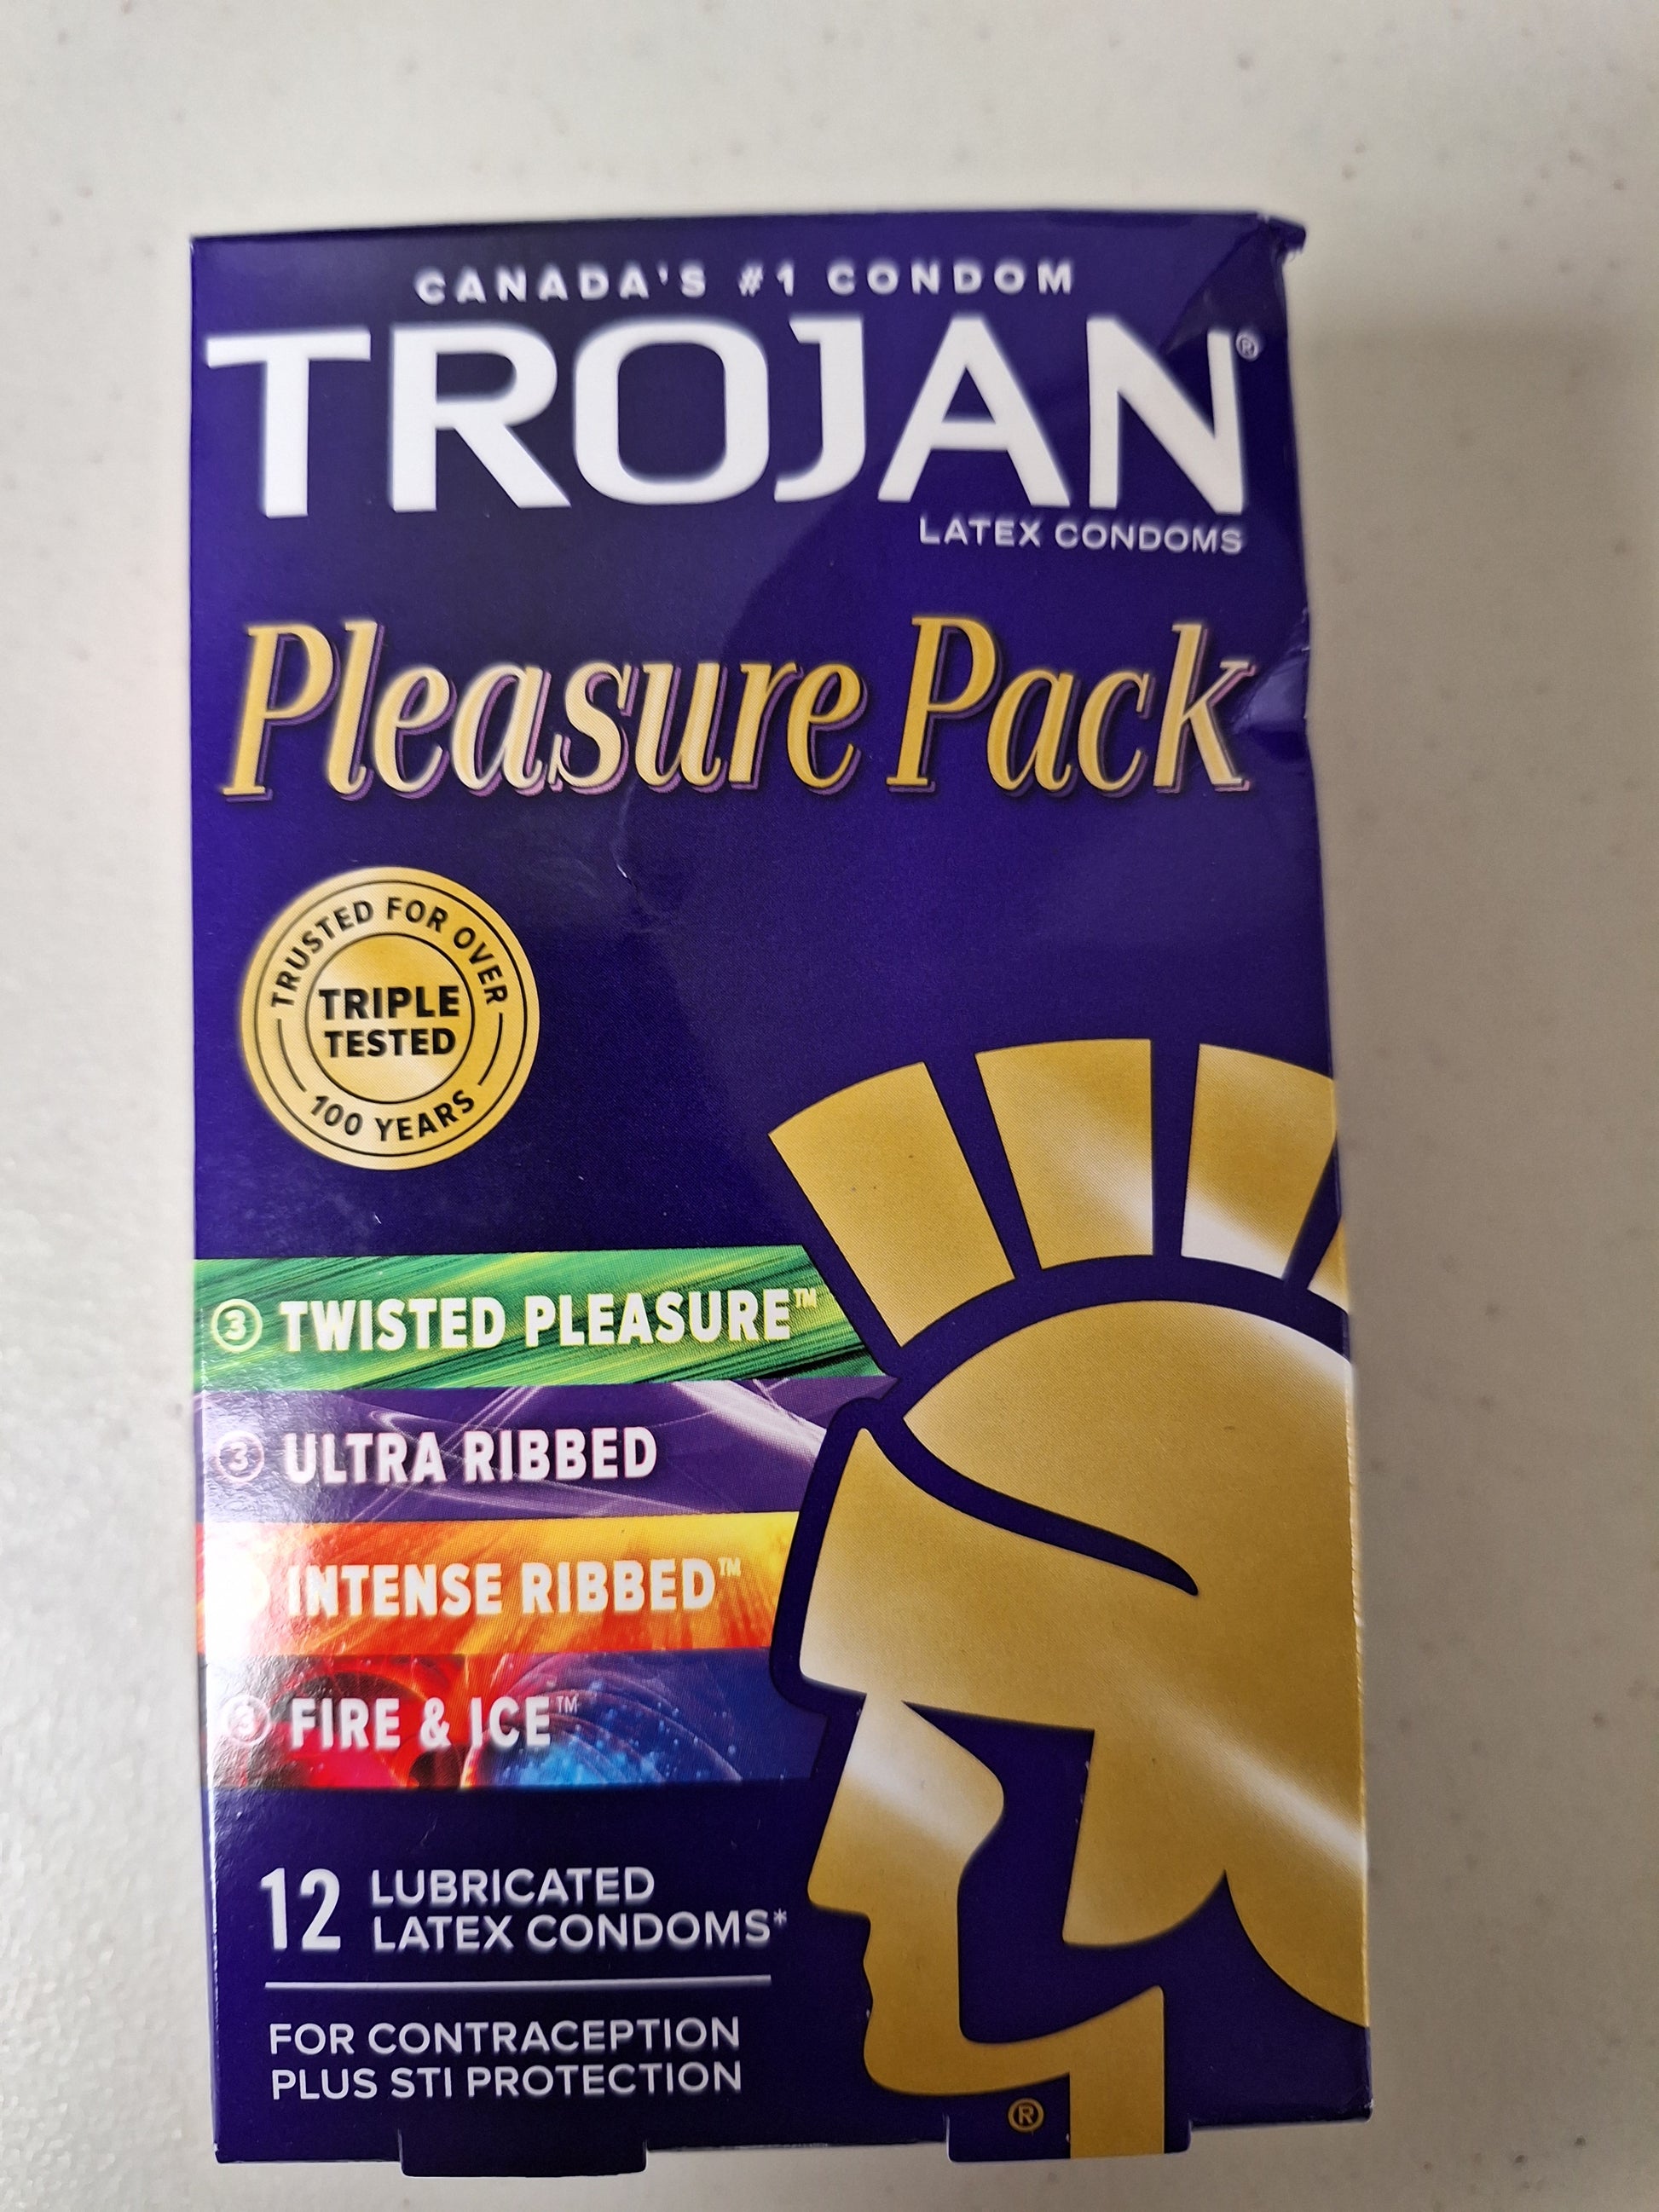 CANADA'S #1 CONDOM
TROJAN®
LATEX CONDOMS
Pleasure Pack
TRUSTED FOR OVER
TRIPLE
TESTED
100 YEARS
3 TWISTED PLEASURE™
3 ULTRA RIBBED
INTENSE RIBBED™
3 FIRE & ICE™
12 LUBRICATED
LATEX CONDOMS*
FOR CONTRACEPTION
PLUS STI PROTECTION
®